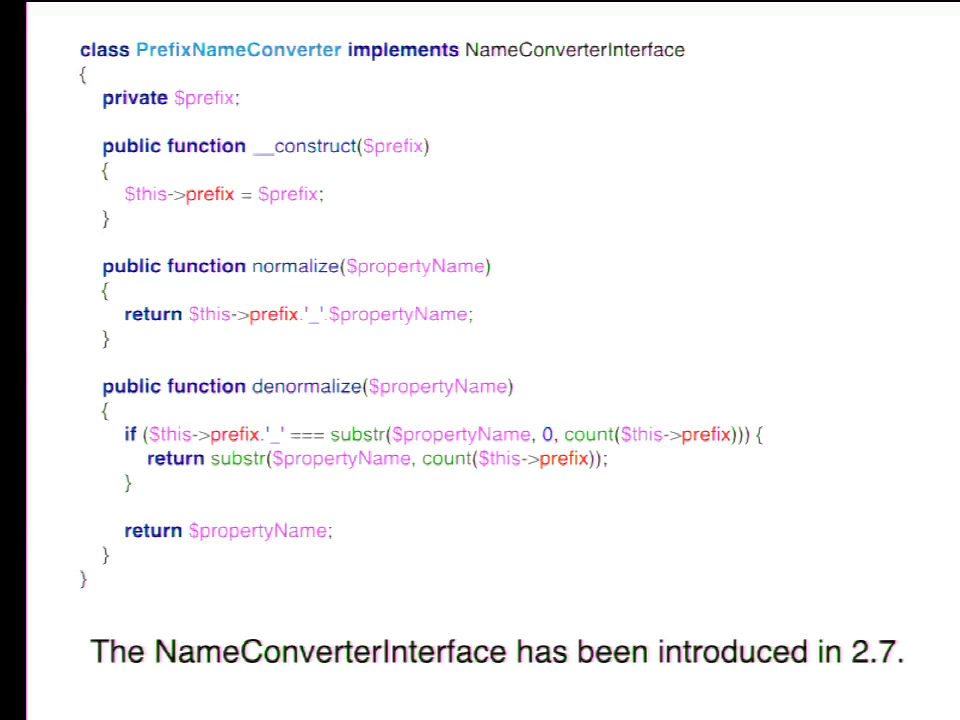 class PrefixNameConverter implements NameConverterInterface
{
private $prefix;
public function __construct($prefix)
{
$this->prefix = $prefix;
}
public function normalize($propertyName)
{
return $this->prefix.'_'.$propertyName;
}
public function denormalize($propertyName)
{
if ($this->prefix.'_' === substr($propertyName, 0, count($this->prefix))) {
return substr($propertyName, count($this->prefix));
}
return $propertyName;
}
}
The NameConverterInterface has been introduced in 2.7.